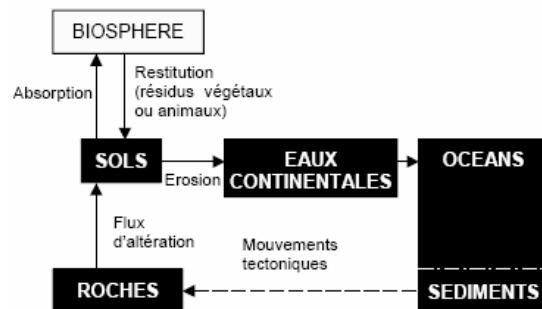 BIOSPHERE
Absorption
Restitution
(résidus végétaux
ou animaux)
SOLS
Erosion
EAUX
CONTINENTALES
OCEANS
Flux
d'altération
Mouvements
tectoniques
ROCHES
SEDIMENTS